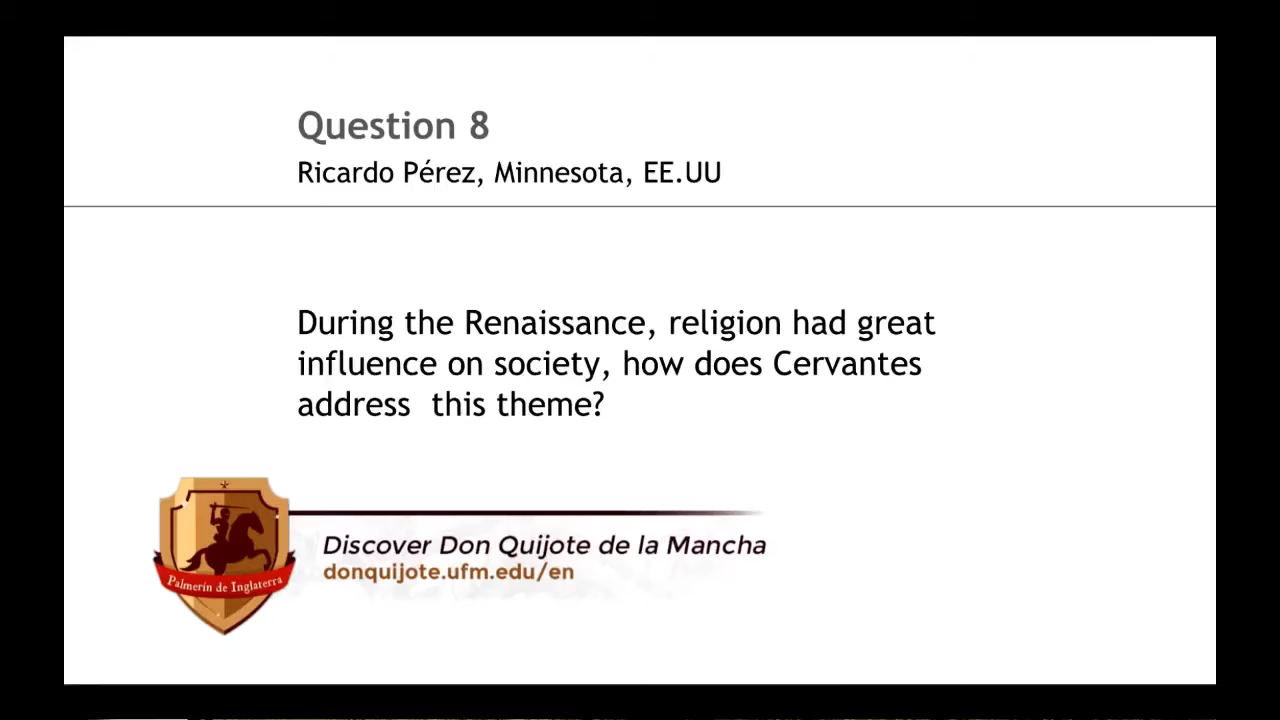 Question 8
Ricardo Pérez, Minnesota, EE.UU
During the Renaissance, religion had great
influence on society, how does Cervantes
address  this theme?
Palmerín de Inglaterra
Discover Don Quijote de la Mancha
donquijote.ufm.edu/en